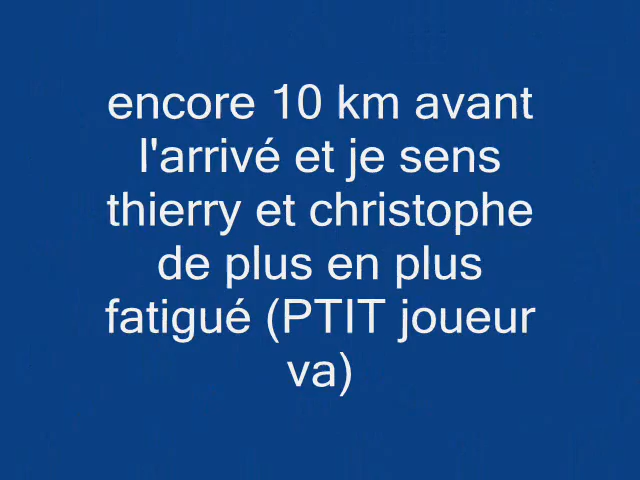 encore 10 km avant
l'arrivé et je sens
thierry et christophe
de plus en plus
fatigué (PTIT joueur
va)